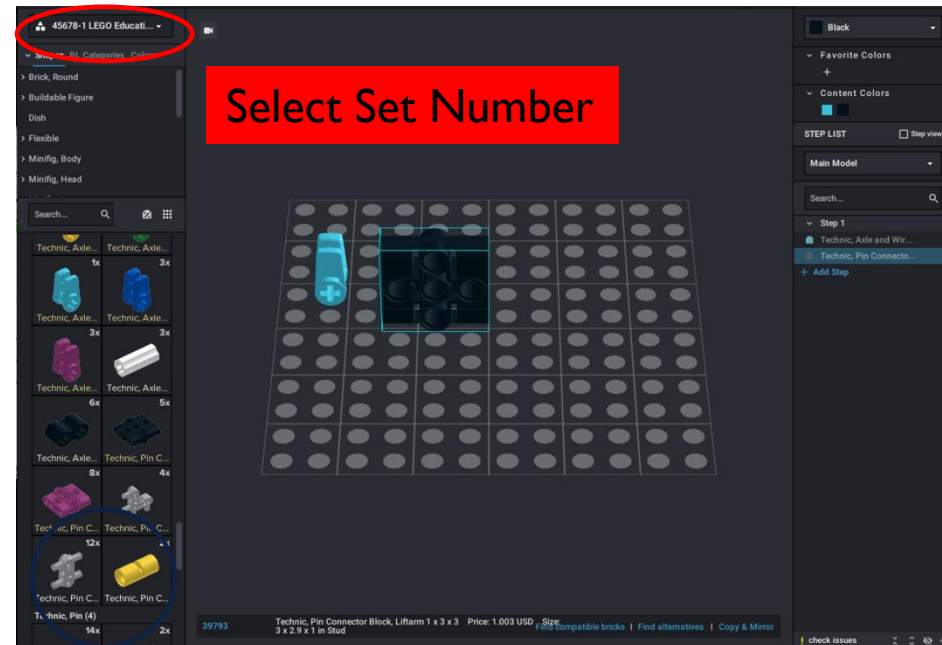 45678-1 LEGO Educati...
Shapes BL Categories Colors
Brick, Round
Buildable Figure
Dish
Flexible
Minifig, Body
Minifig, Head
Search...
Technic, Axle... Technic, Axle...
1x 3x
Technic, Axle... Technic, Axle...
3x 3x
Technic, Axle... Technic, Axle...
6x 5x
Technic, Axle... Technic, Pin C...
8x 4x
Technic, Pin C... Technic, Pin C...
12x
Technic, Pin C... Technic, Pin C...
Technic, Pin (4)
14x 2x
Select Set Number
39793
Technic, Pin Connector Block, Liftarm 1 x 3 x 3 Price: 1.003 USD Size:
3 x 2.9 x 1 in Stud
Find compatible bricks | Find alternatives | Copy & Mirror
Black
Favorite Colors
+
Content Colors
STEP LIST Step view
Main Model
Search...
Step 1
Technic, Axle and Wir...
Technic, Pin Connecto...
+ Add Step
! check issues